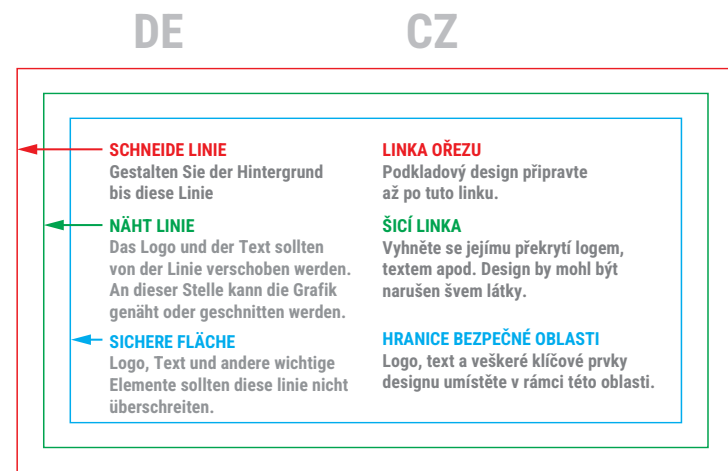 DE
CZ
SCHNEIDE LINIE
Gestalten Sie der Hintergrund
bis diese Linie
NÄHT LINIE
Das Logo und der Text sollten
von der Linie verschoben werden.
An dieser Stelle kann die Grafik
genäht oder geschnitten werden.
SICHERE FLÄCHE
Logo, Text und andere wichtige
Elemente sollten diese linie nicht
überschreiten.
LINKA OŘEZU
Podkladový design připravte
až po tuto linku.
ŠICÍ LINKA
Vyhněte se jejímu překrytí logem,
textem apod. Design by mohl být
narušen švem látky.
HRANICE BEZPEČNÉ OBLASTI
Logo, text a veškeré klíčové prvky
designu umístěte v rámci této oblasti.